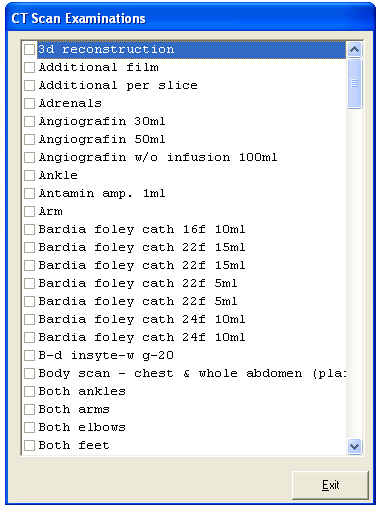 CT Scan Examinations
3d reconstruction
Additional film
Additional per slice
Adrenals
Angiografin 30ml
Angiografin 50ml
Angiografin w/o infusion 100ml
Ankle
Antamin amp. 1ml
Arm
Bardia foley cath 16f 10ml
Bardia foley cath 22f 15ml
Bardia foley cath 22f 15ml
Bardia foley cath 22f 5ml
Bardia foley cath 22f 5ml
Bardia foley cath 24f 10ml
Bardia foley cath 24f 10ml
B-d insyte-w g-20
Body scan - chest & whole abdomen (plai
Both ankles
Both arms
Both elbows
Both feet
Exit